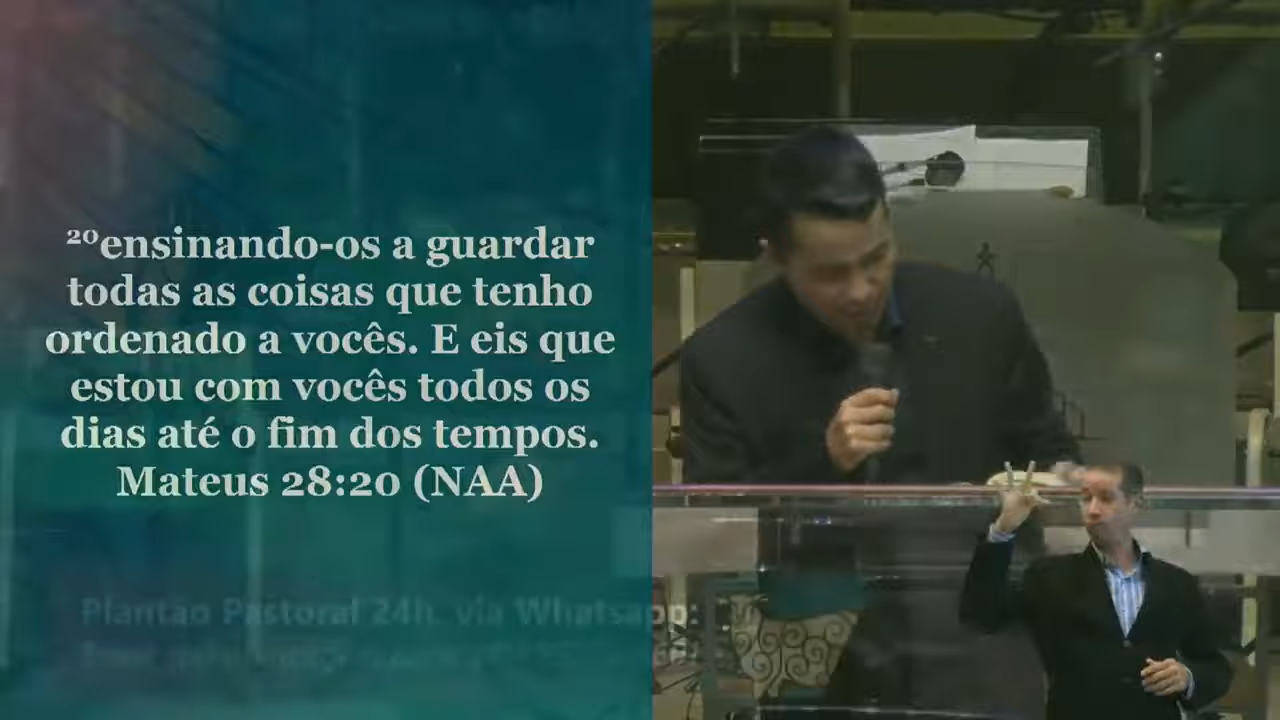 ²⁰ensinando-os a guardar
todas as coisas que tenho
ordenado a vocês. E eis que
estou com vocês todos os
dias até o fim dos tempos.
Mateus 28:20 (NAA)
Plantão Pastoral 24h. via Whatsapp: